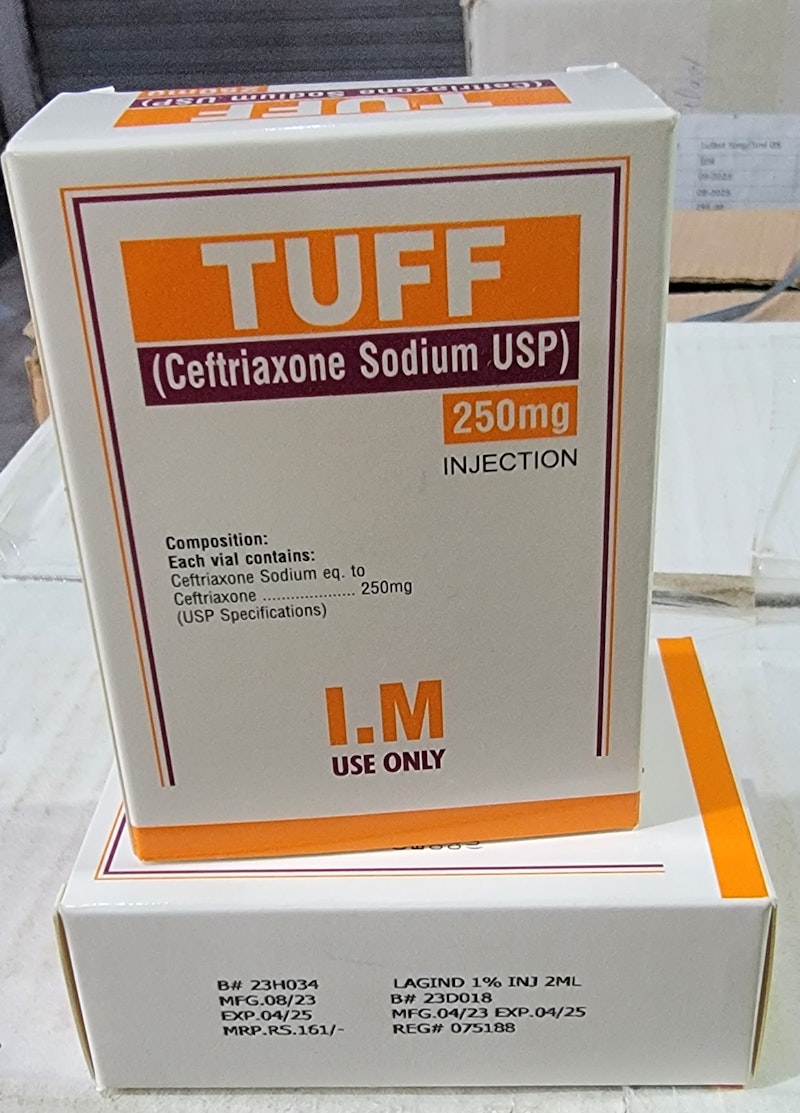 TUFF
(Ceftriaxone Sodium USP)
250mg
TUFF
(Ceftriaxone Sodium USP)
250mg
INJECTION
Composition:
Each vial contains:
Ceftriaxone Sodium eq. to
Ceftriaxone .................... 250mg
(USP Specifications)
I.M
USE ONLY
B# 23H034
MFG.08/23
EXP.04/25
MRP.RS.161/-
LAGIND 1% INJ 2ML
B# 23D018
MFG.04/23 EXP.04/25
REG# 075188